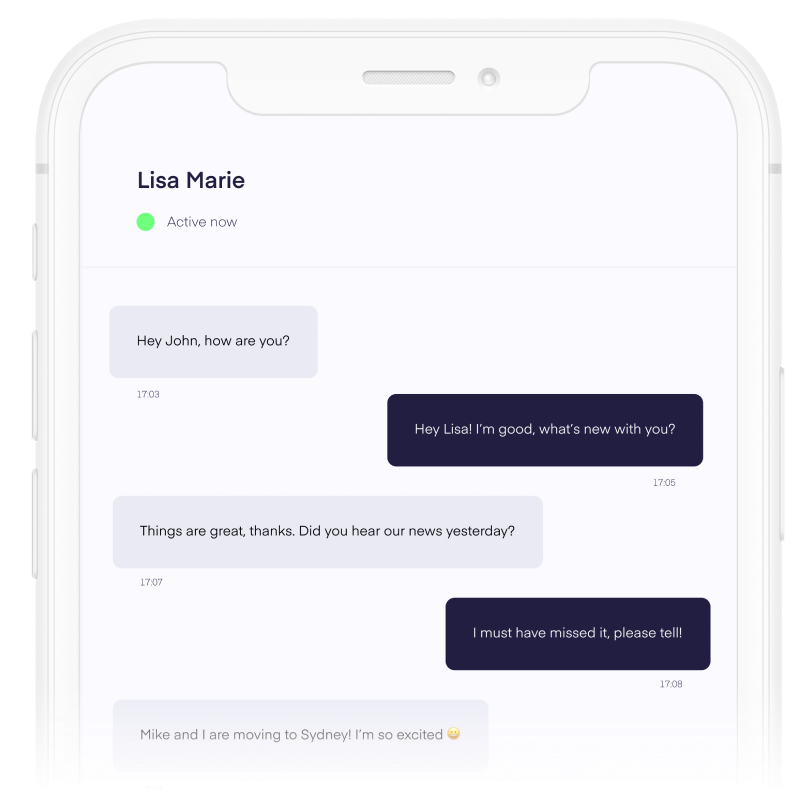 Lisa Marie
Active now
Hey John, how are you?
17:03
Hey Lisa! I'm good, what's new with you?
17:05
Things are great, thanks. Did you hear our news yesterday?
17:07
I must have missed it, please tell!
17:08
Mike and I are moving to Sydney! I'm so excited 😀